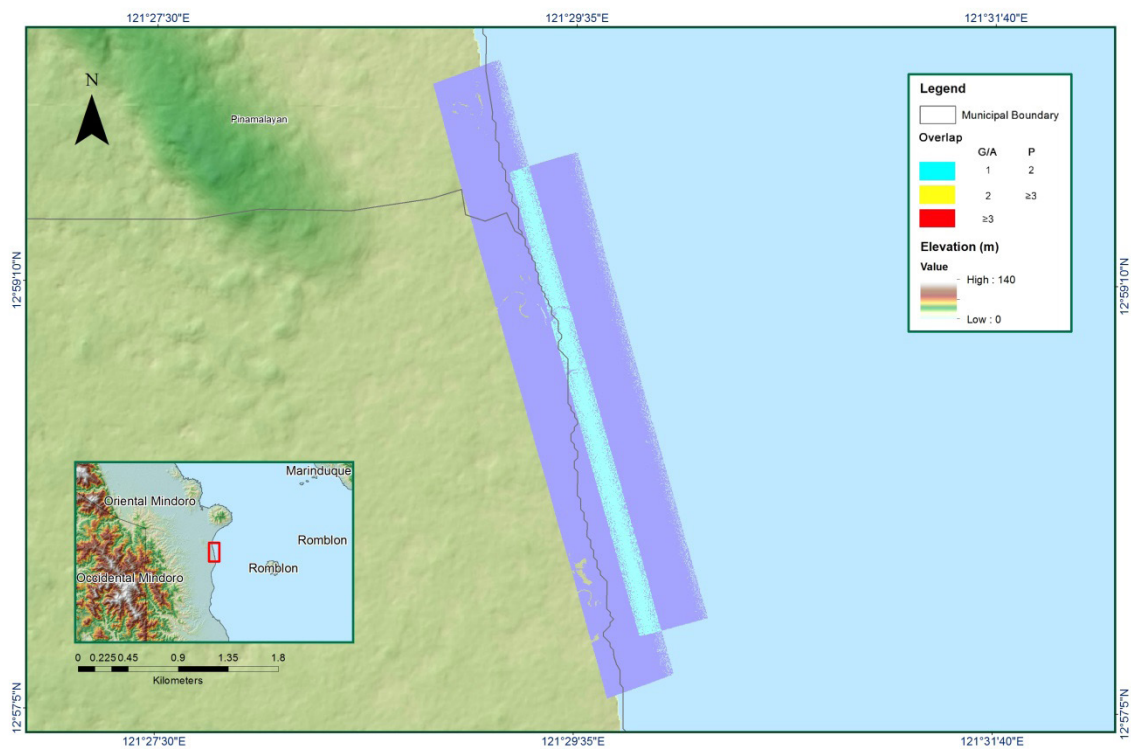 121°27'30"E 121°29'35"E 121°31'40"E
N
Pinamalayan
Legend
Municipal Boundary
Overlap
G/A P
1 2
2 ≥3
≥3
Elevation (m)
Value
High : 140
Low : 0
12°59'10"N 12°59'10"N
Marinduque
Oriental Mindoro
Romblon
Romblon
Occidental Mindoro
0 0.225 0.45 0.9 1.35 1.8
Kilometers
12°57'5"N 12°57'5"N
121°27'30"E 121°29'35"E 121°31'40"E